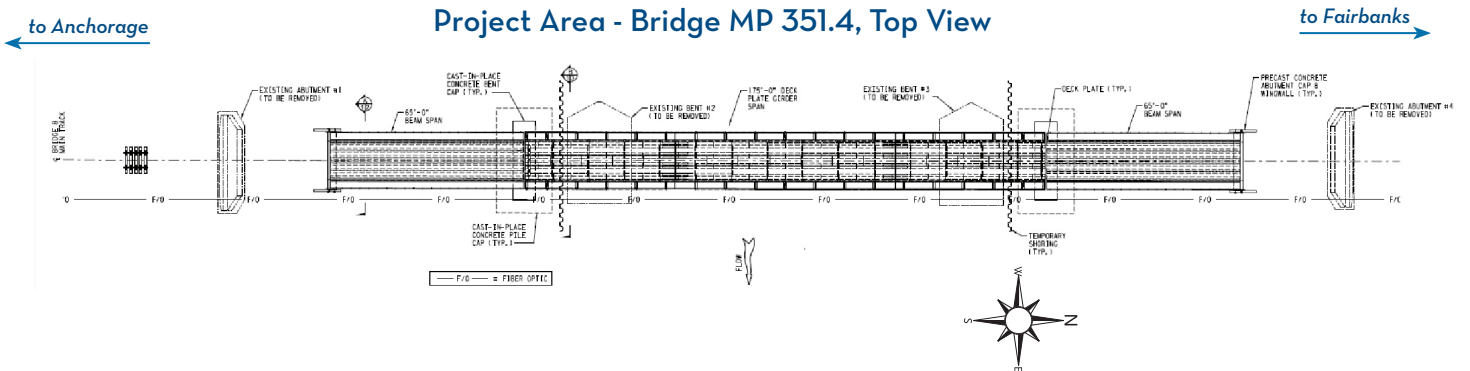 to Anchorage
Project Area - Bridge MP 351.4, Top View
to Fairbanks
EXISTING ABUTMENT #1
(TO BE REMOVED)
65'-0"
BEAM SPAN
CAST-IN-PLACE
CONCRETE BENT
CAP (TYP.)
EXISTING BENT #2
(TO BE REMOVED)
175'-0" DECK
PLATE GIRDER
SPAN
EXISTING BENT #3
(TO BE REMOVED)
DECK PLATE (TYP.)
65'-0"
BEAM SPAN
PRECAST CONCRETE
ABUTMENT CAP &
WINGWALL (TYP.)
EXISTING ABUTMENT #4
(TO BE REMOVED)
BRIDGE &
MAIN TRACK
F/O F/O F/O F/O F/O F/O F/O F/O F/O F/O F/O F/O F/O
CAST-IN-PLACE
CONCRETE PILE
CAP (TYP.)
TEMPORARY
SHORING
(TYP.)
FLOW
F/O = FIBER OPTIC
W
S N
E